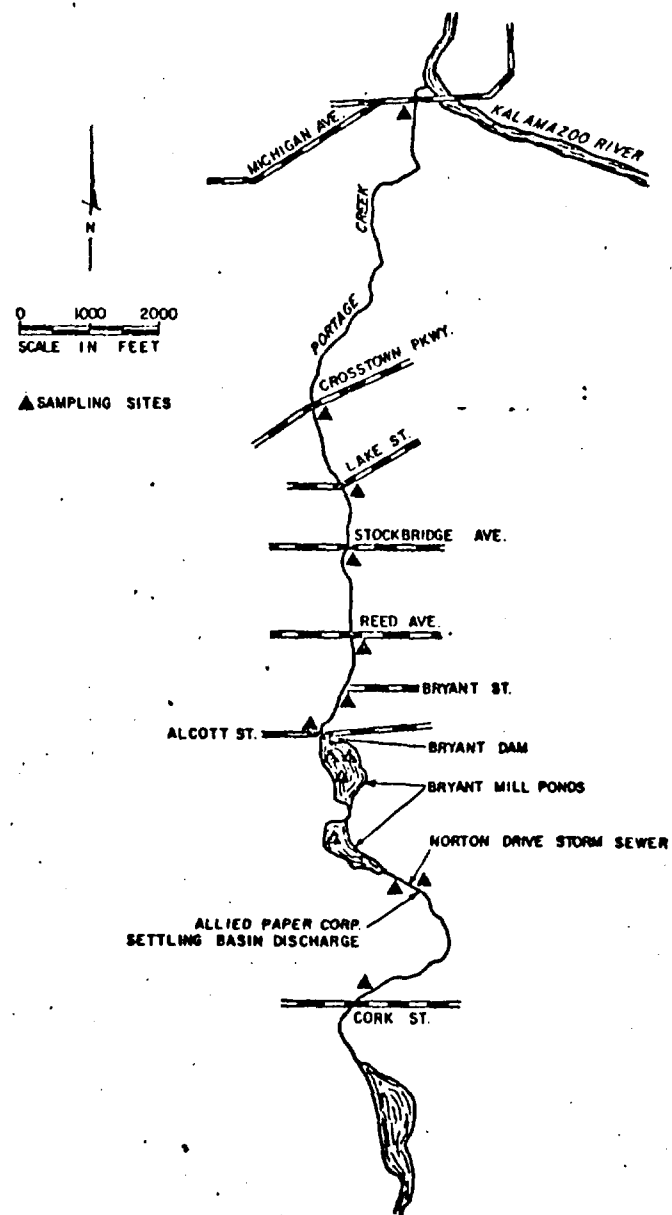 MICHIGAN AVE.
KALAMAZOO RIVER
N
CREEK
PORTAGE
0 1000 2000
SCALE IN FEET
CROSSTOWN PKWY.
▲ SAMPLING SITES
LAKE ST.
STOCKBRIDGE AVE.
REED AVE.
BRYANT ST.
ALCOTT ST.
BRYANT DAM
BRYANT MILL PONDS
NORTON DRIVE STORM SEWER
ALLIED PAPER CORP.
SETTLING BASIN DISCHARGE
CORK ST.